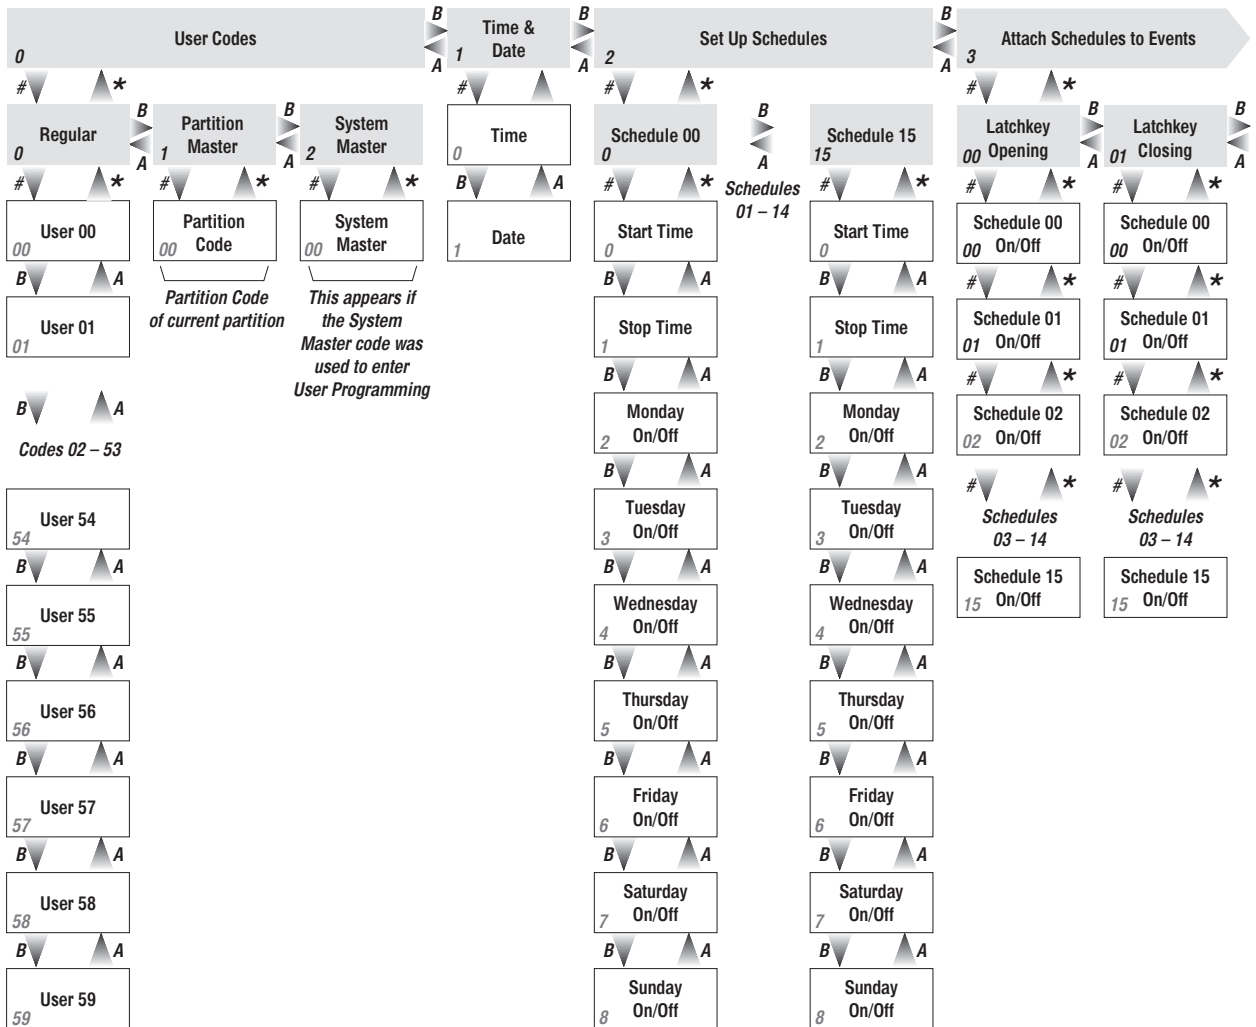 User Codes
0
B
A
Time &
Date
1
B
A
Set Up Schedules
2
B
A
Attach Schedules to Events
3
# *
#
# *
# *
Regular
0
B
A
Partition
Master
1
B
A
System
Master
2
Time
0
Schedule 00
0
B
A
Schedules
01 – 14
Schedule 15
15
Latchkey
Opening
00
B
A
Latchkey
Closing
01
B
A
# *
# *
# *
B A
# *
# *
# *
# *
User 00
00
Partition
Code
00
System
Master
00
Date
1
Start Time
0
Start Time
0
Schedule 00
On/Off
00
Schedule 00
On/Off
00
B A
Partition Code
of current partition
This appears if
the System
Master code was
used to enter
User Programming
B A
B A
# *
# *
User 01
01
Stop Time
1
Stop Time
1
Schedule 01
On/Off
01
Schedule 01
On/Off
01
B A
B A
B A
# *
# *
Codes 02 – 53
Monday
On/Off
2
Monday
On/Off
2
Schedule 02
On/Off
02
Schedule 02
On/Off
02
B A
B A
# *
# *
User 54
54
Tuesday
On/Off
3
Tuesday
On/Off
3
Schedules
03 – 14
Schedules
03 – 14
B A
B A
B A
User 55
55
Wednesday
On/Off
4
Wednesday
On/Off
4
Schedule 15
On/Off
15
Schedule 15
On/Off
15
B A
B A
B A
User 56
56
Thursday
On/Off
5
Thursday
On/Off
5
B A
B A
B A
User 57
57
Friday
On/Off
6
Friday
On/Off
6
B A
B A
B A
User 58
58
Saturday
On/Off
7
Saturday
On/Off
7
B A
B A
B A
User 59
59
Sunday
On/Off
8
Sunday
On/Off
8